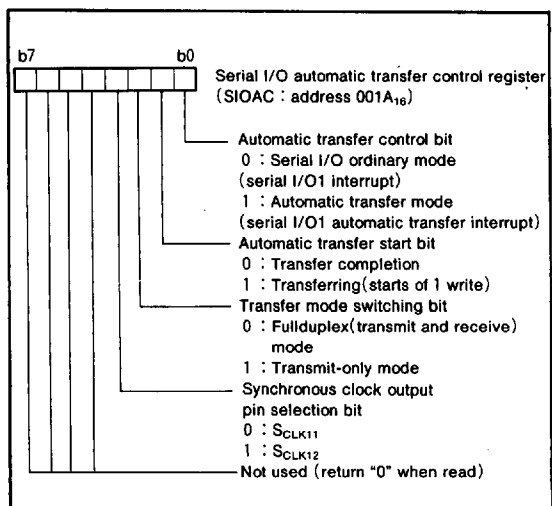 b7 b0
Serial I/O automatic transfer control register
(SIOAC : address 001A₁₆)
Automatic transfer control bit
0 : Serial I/O ordinary mode
(serial I/O1 interrupt)
1 : Automatic transfer mode
(serial I/O1 automatic transfer interrupt)
Automatic transfer start bit
0 : Transfer completion
1 : Transferring(starts of 1 write)
Transfer mode switching bit
0 : Fullduplex(transmit and receive)
mode
1 : Transmit-only mode
Synchronous clock output
pin selection bit
0 : SCLK11
1 : SCLK12
Not used (return "0" when read)